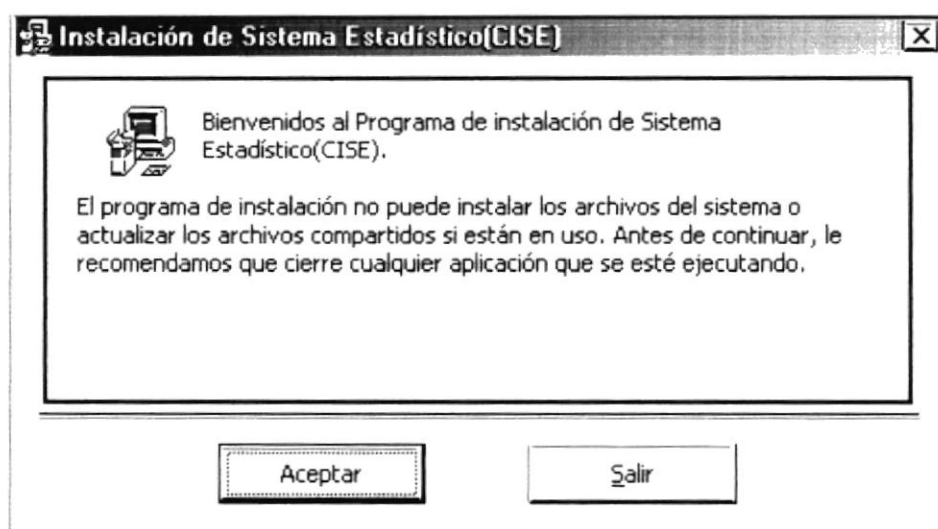 Instalación de Sistema Estadístico(CISE)
Bienvenidos al Programa de instalación de Sistema
Estadístico(CISE).
El programa de instalación no puede instalar los archivos del sistema o
actualizar los archivos compartidos si están en uso. Antes de continuar, le
recomendamos que cierre cualquier aplicación que se esté ejecutando.
Aceptar
Salir